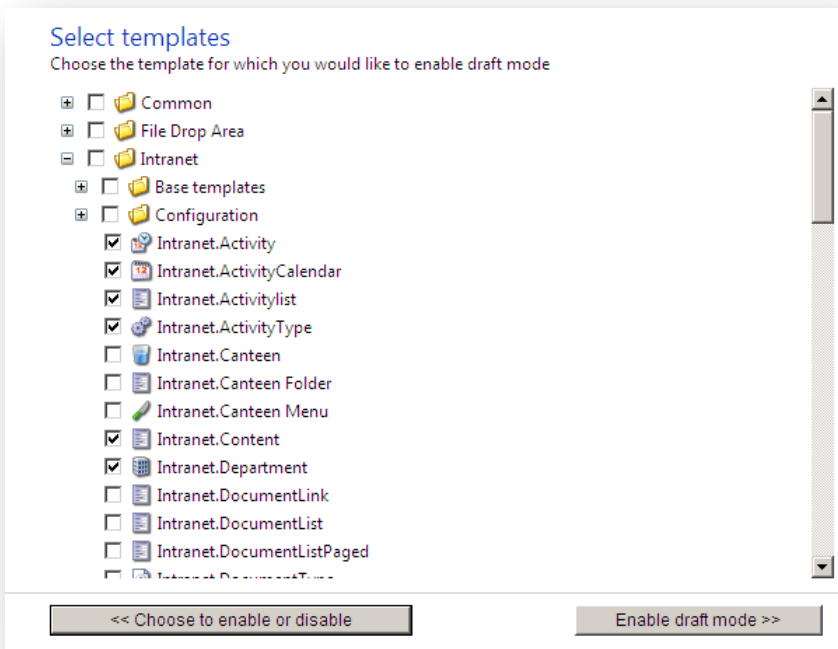 Select templates
Choose the template for which you would like to enable draft mode
Common
File Drop Area
Intranet
Base templates
Configuration
Intranet.Activity
Intranet.ActivityCalendar
Intranet.Activitylist
Intranet.ActivityType
Intranet.Canteen
Intranet.Canteen Folder
Intranet.Canteen Menu
Intranet.Content
Intranet.Department
Intranet.DocumentLink
Intranet.DocumentList
Intranet.DocumentListPaged
Intranet.DocumentType
<< Choose to enable or disable
Enable draft mode >>